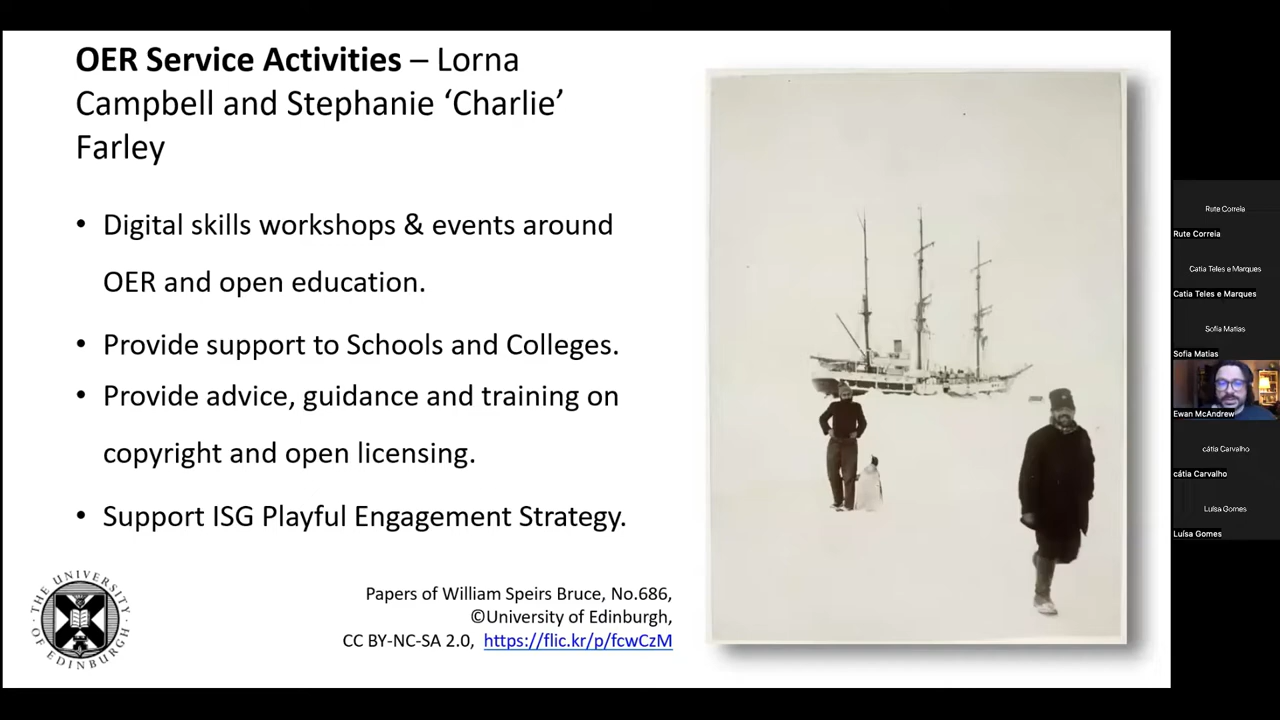 OER Service Activities – Lorna
Campbell and Stephanie ‘Charlie’
Farley
• Digital skills workshops & events around
OER and open education.
• Provide support to Schools and Colleges.
• Provide advice, guidance and training on
copyright and open licensing.
• Support ISG Playful Engagement Strategy.
THE UNIVERSITY
OF EDINBURGH
Papers of William Speirs Bruce, No.686,
©University of Edinburgh,
CC BY-NC-SA 2.0, https://flic.kr/p/fcwCzM
Rute Correia
Rute Correia
Catia Teles e Marques
Catia Teles e Marques
Sofia Matias
Sofia Matias
Ewan McAndrew
cátia Carvalho
cátia Carvalho
Luísa Gomes
Luísa Gomes